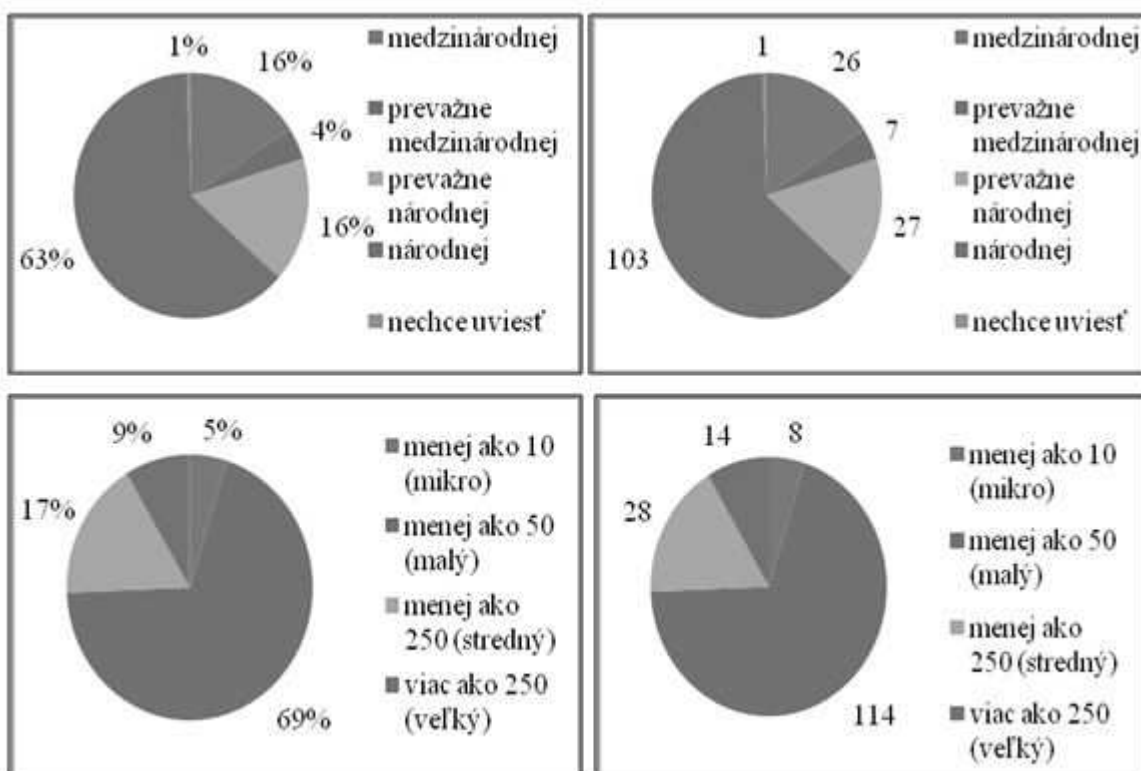 1%
16%
4%
16%
63%
medzinárodnej
prevažne
medzinárodnej
prevažne
národnej
národnej
nechce uviesť
1
26
7
27
103
medzinárodnej
prevažne
medzinárodnej
prevažne
národnej
národnej
nechce uviesť
9%
5%
17%
69%
menej ako 10
(mikro)
menej ako 50
(malý)
menej ako
250 (stredný)
viac ako 250
(veľký)
14
8
28
114
menej ako 10
(mikro)
menej ako 50
(malý)
menej ako
250 (stredný)
viac ako 250
(veľký)